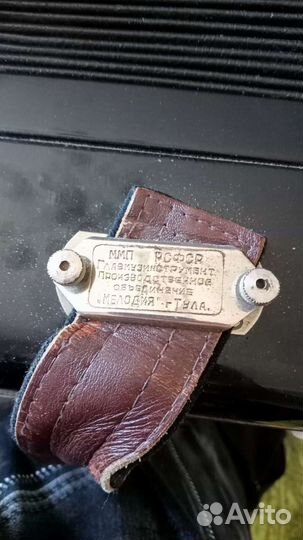 ММП РСФСР
Главмузинструмент
Производственное
объединение
"МЕЛОДИЯ" г ТУЛА.
Avito